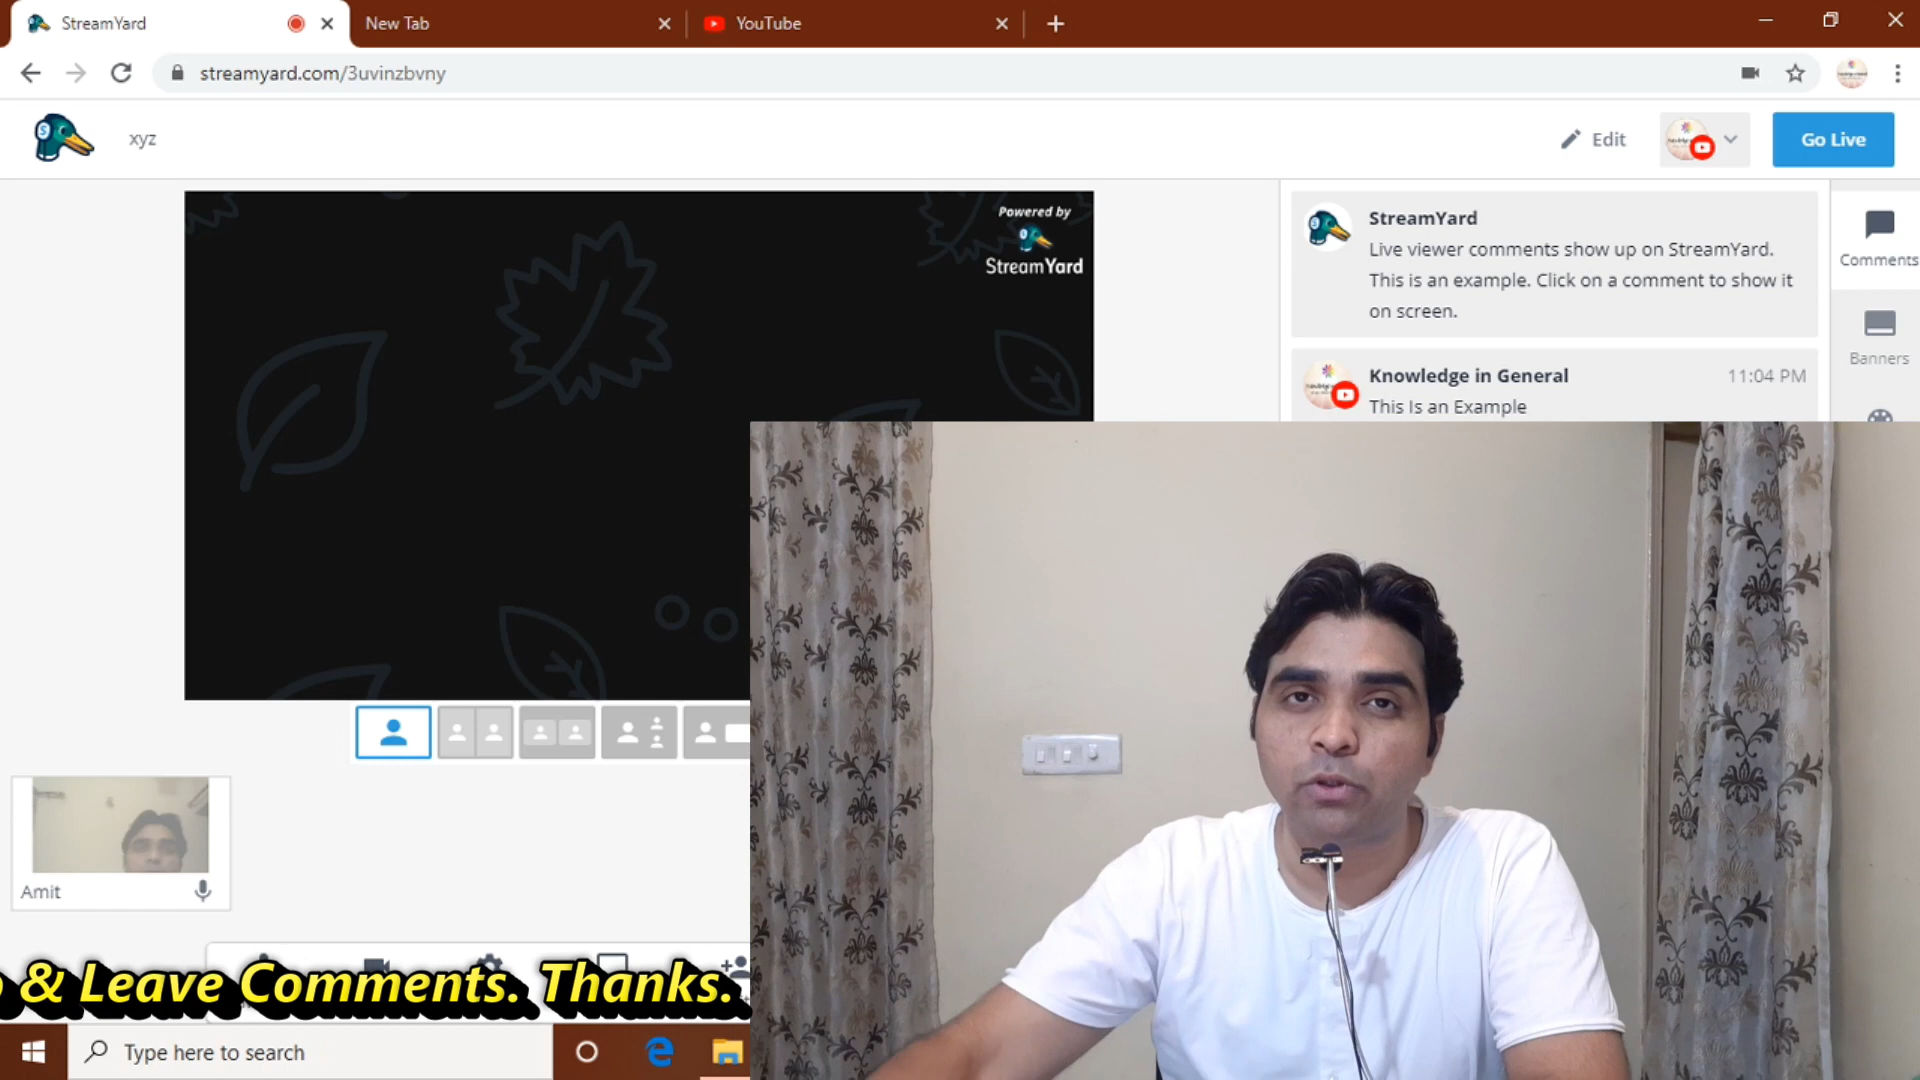 StreamYard
New Tab
YouTube
streamyard.com/3uvinzbvny
xyz
Edit
Go Live
Powered by
StreamYard
StreamYard
Live viewer comments show up on StreamYard.
This is an example. Click on a comment to show it
on screen.
Comments
Banners
Knowledge in General
11:04 PM
This Is an Example
Amit
& Leave Comments. Thanks.
Type here to search